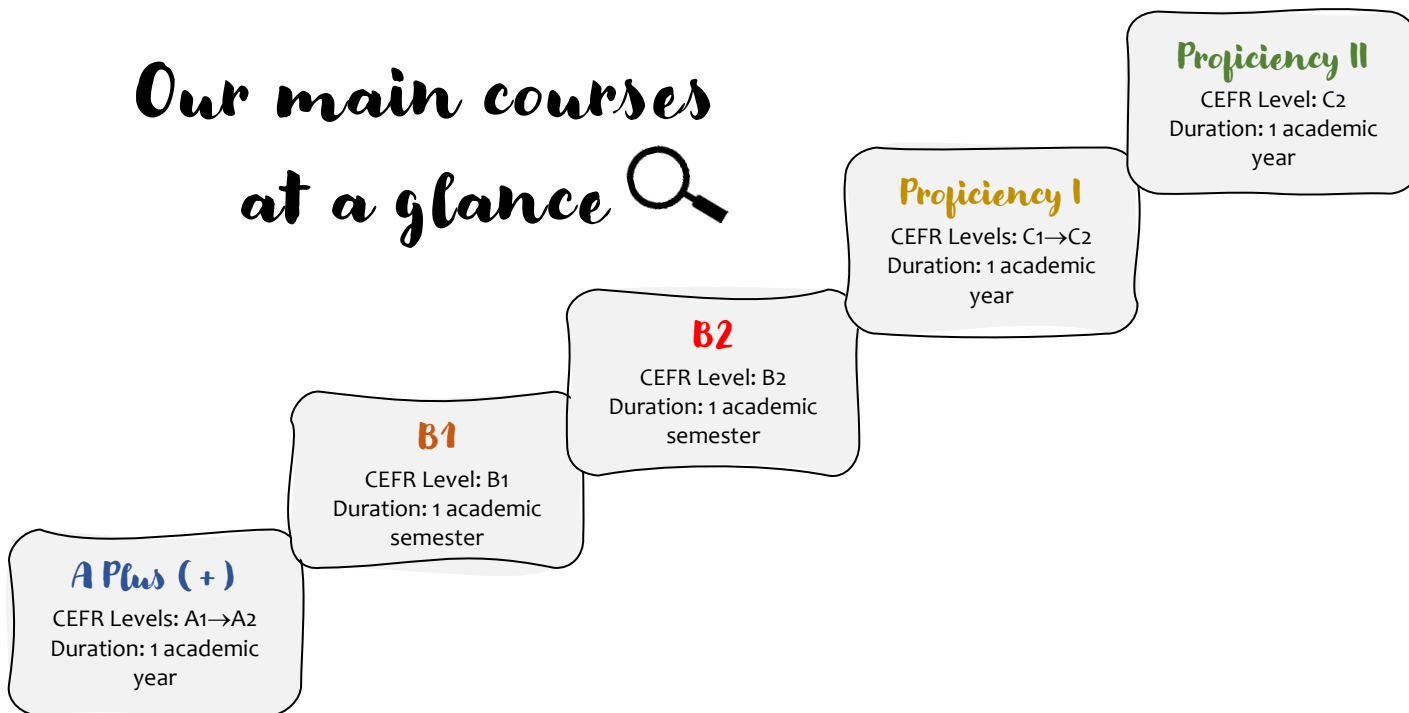 Our main courses
at a glance
Proficiency II
CEFR Level: C2
Duration: 1 academic
year
Proficiency I
CEFR Levels: C1→C2
Duration: 1 academic
year
B2
CEFR Level: B2
Duration: 1 academic
semester
B1
CEFR Level: B1
Duration: 1 academic
semester
A Plus (+)
CEFR Levels: A1→A2
Duration: 1 academic
year